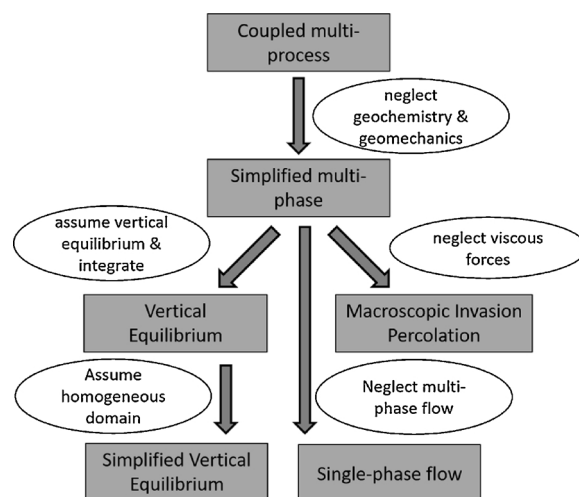 Coupled multi-
process
neglect
geochemistry &
geomechanics
Simplified multi-
phase
assume vertical
equilibrium &
integrate
neglect viscous
forces
Vertical
Equilibrium
Macroscopic Invasion
Percolation
Assume
homogeneous
domain
Neglect multi-
phase flow
Simplified Vertical
Equilibrium
Single-phase flow